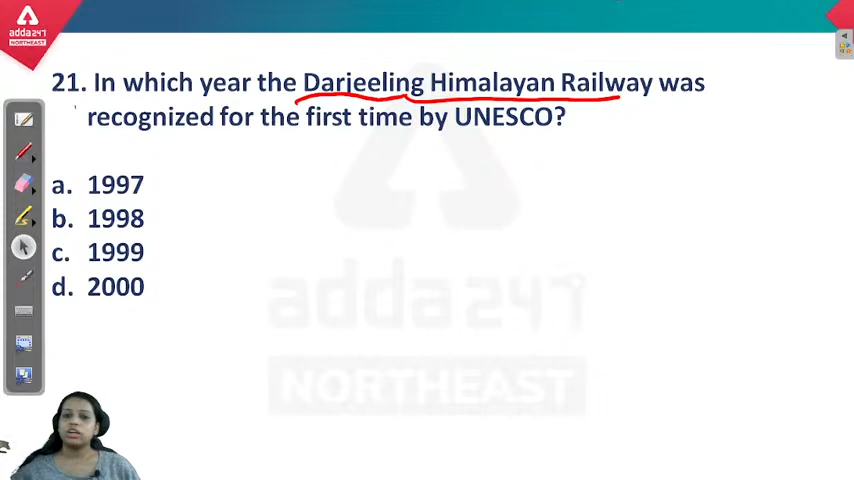 adda247
NORTHEAST
21. In which year the Darjeeling Himalayan Railway was
recognized for the first time by UNESCO?
a. 1997
b. 1998
c. 1999
d. 2000
adda247
NORTHEAST